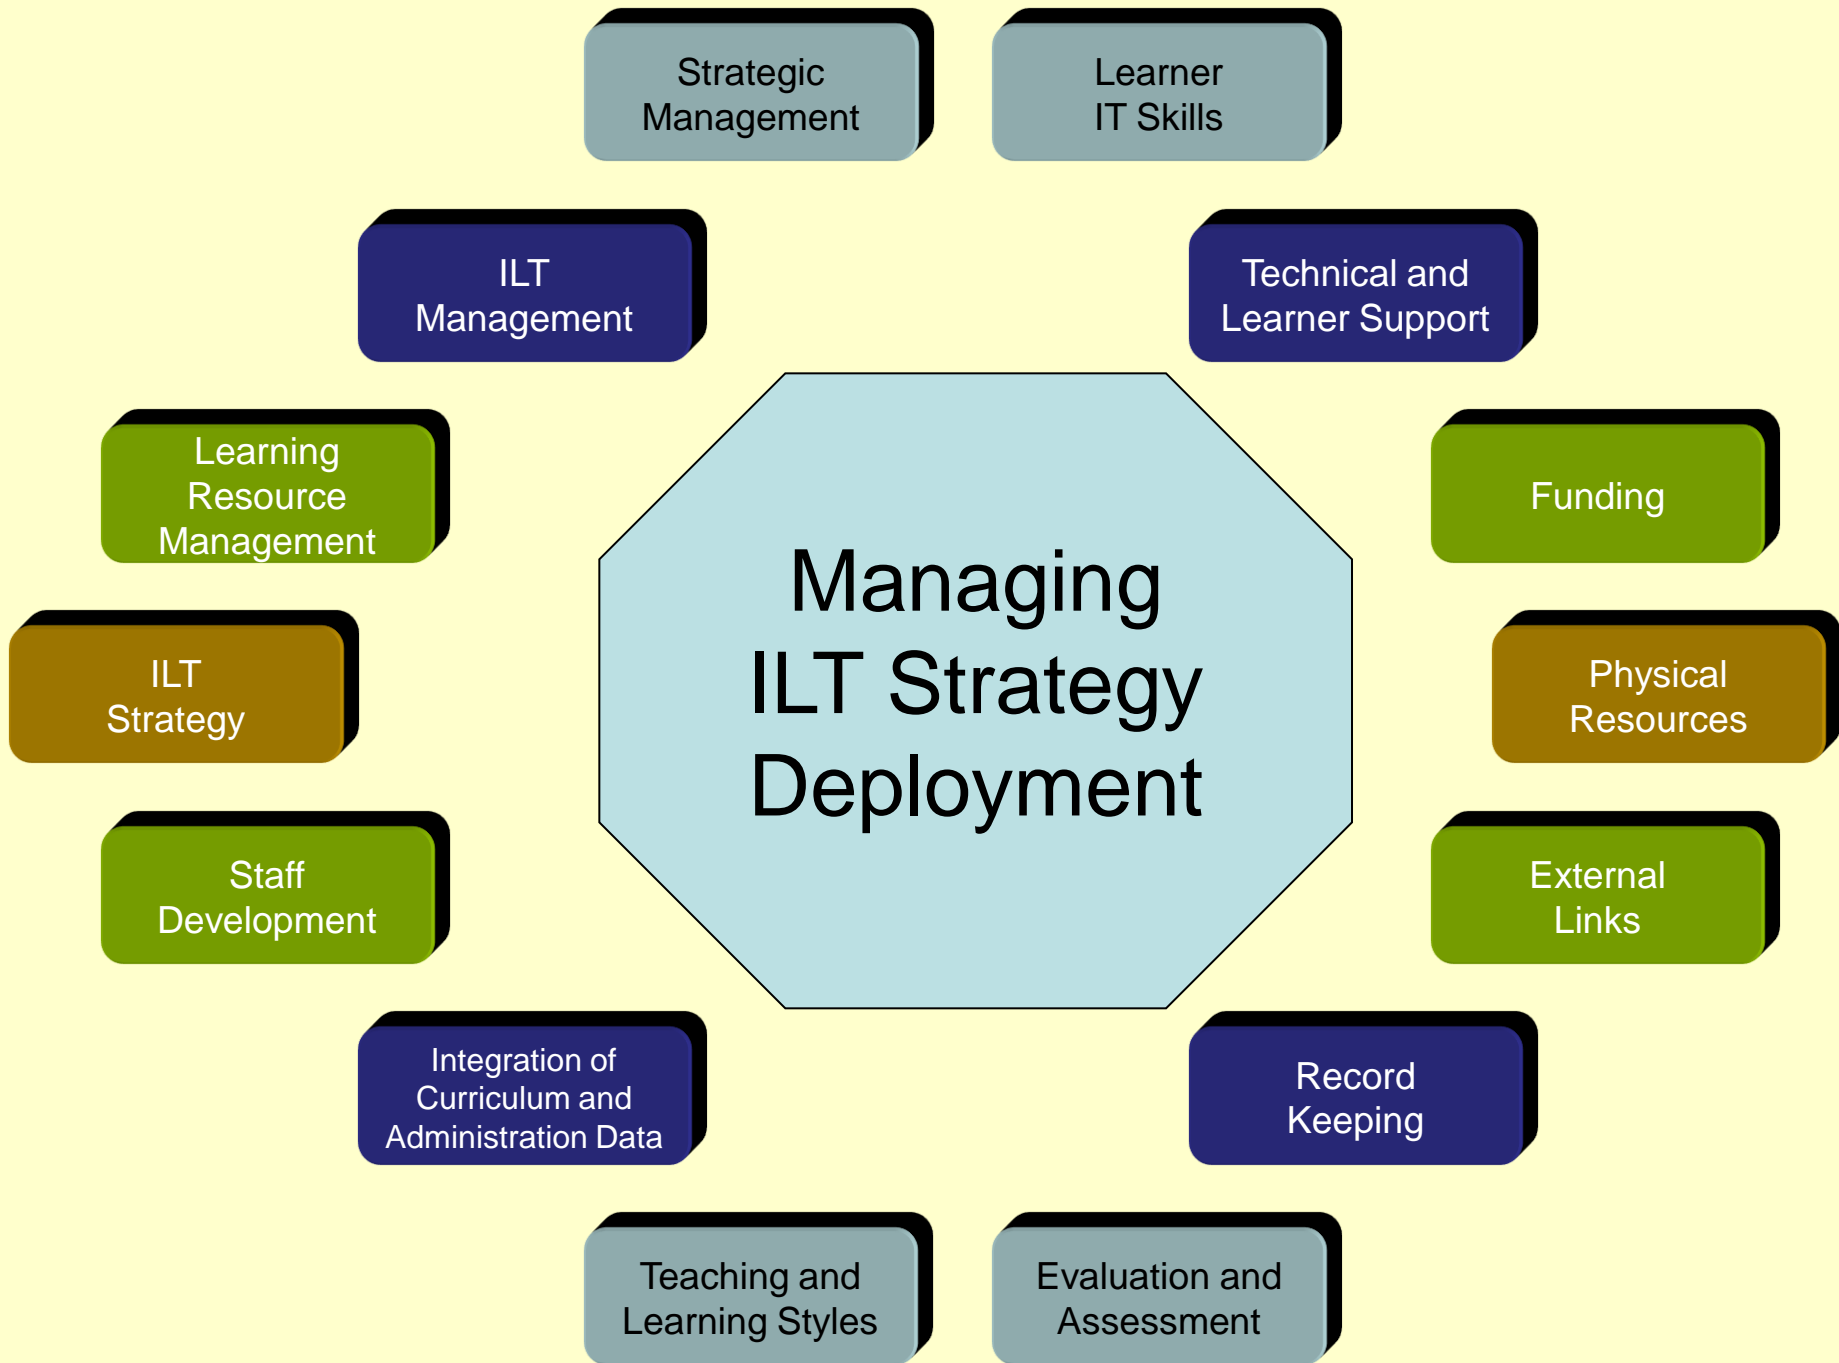 Strategic
Management
Learner
IT Skills
ILT
Management
Technical and
Learner Support
Learning
Resource
Management
Funding
Managing
ILT Strategy
Deployment
ILT
Strategy
Physical
Resources
Staff
Development
External
Links
Integration of
Curriculum and
Administration Data
Record
Keeping
Teaching and
Learning Styles
Evaluation and
Assessment